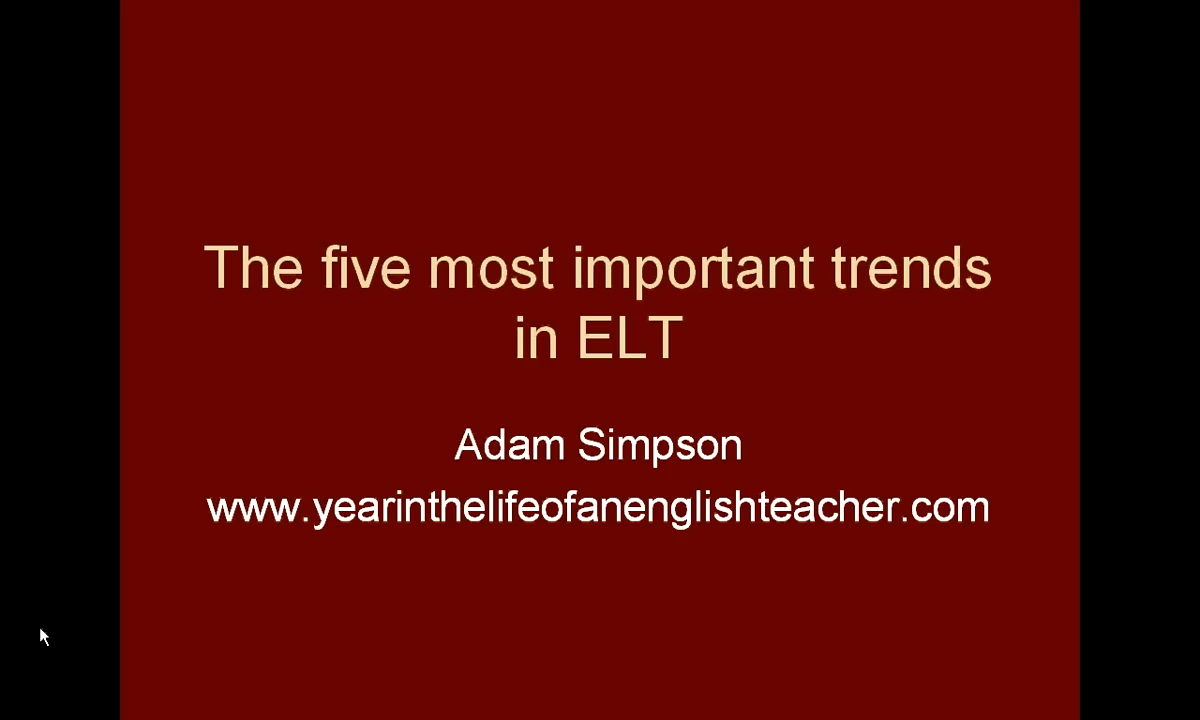 The five most important trends
in ELT
Adam Simpson
www.yearinthelifeofanenglishteacher.com